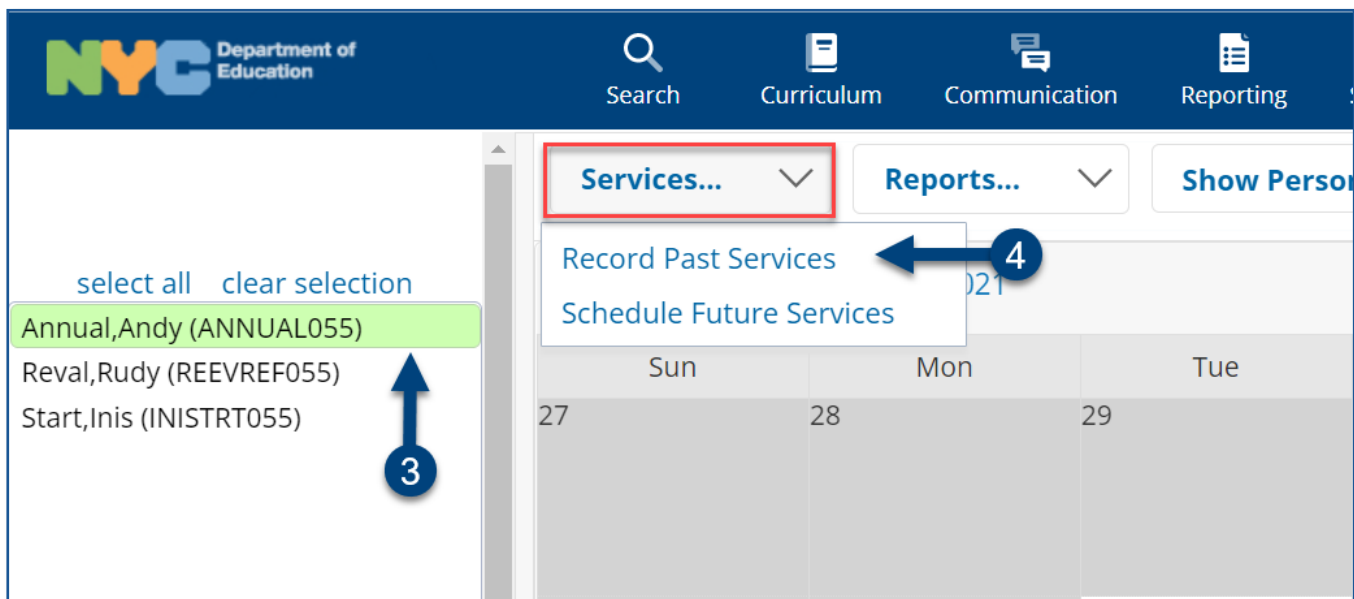 NYC Department of
Education
Search
Curriculum
Communication
Reporting
Services...
Reports...
Show
Record Past Services
4
Schedule Future Services
select all clear selection
Annual,Andy (ANNUAL055)
Reval,Rudy (REEVREF055)
Start,Inis (INISTRT055)
3
Sun
Mon
Tue
27
28
29